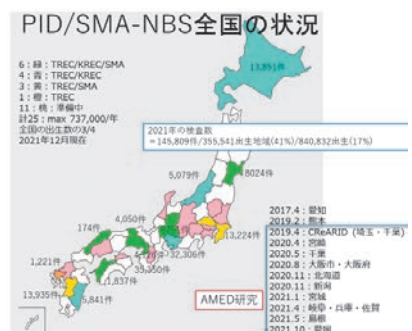 PID/SMA-NBS全国の状況
6：緑：TREC/KREC/SMA
4：青：TREC/KREC
3：黄：TREC/SMA
1：橙：TREC
11：桃：準備中
計25：max 737,000/年
全国の出生数の3/4
2021年12月現在
13,891件
2021年の検査数
＝145,809件/355,541出生地域(41%)/840,832出生(17%)
5,079件
8024件
4,050件
174件
13,224件
32,306件
35,350件
1,221件
1,837件
13,935件
5,841件
AMED研究
2017.4：愛知
2019.2：熊本
2019.4：CReARID（埼玉・千葉）
2020.4：宮崎
2020.5：千葉
2020.8：大阪市・大阪府
2020.11：北海道
2020.11：新潟
2021.1：宮城
2021.4：岐阜・兵庫・佐賀
2021.5：島根
2021.10：愛媛